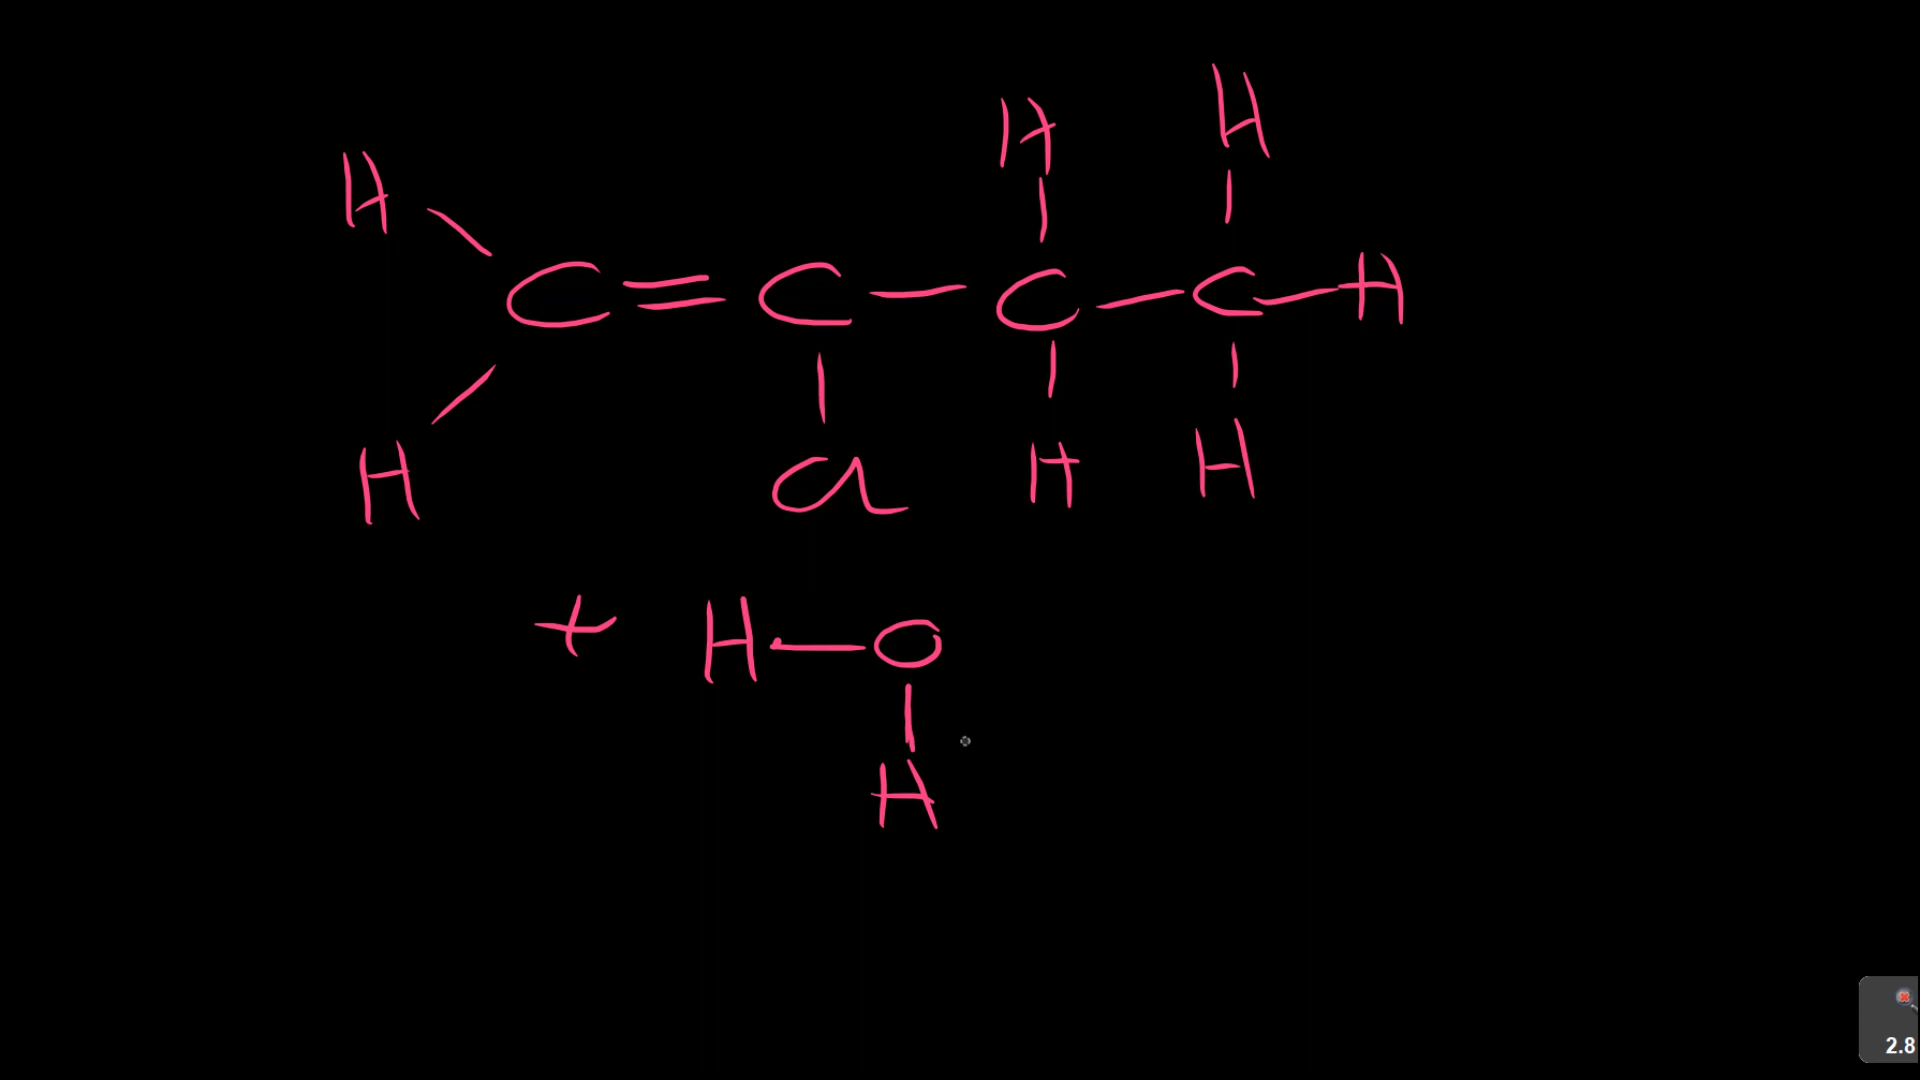 H H H
C = C - C - C - H
H Cl H H
+ H - O
H
2.8